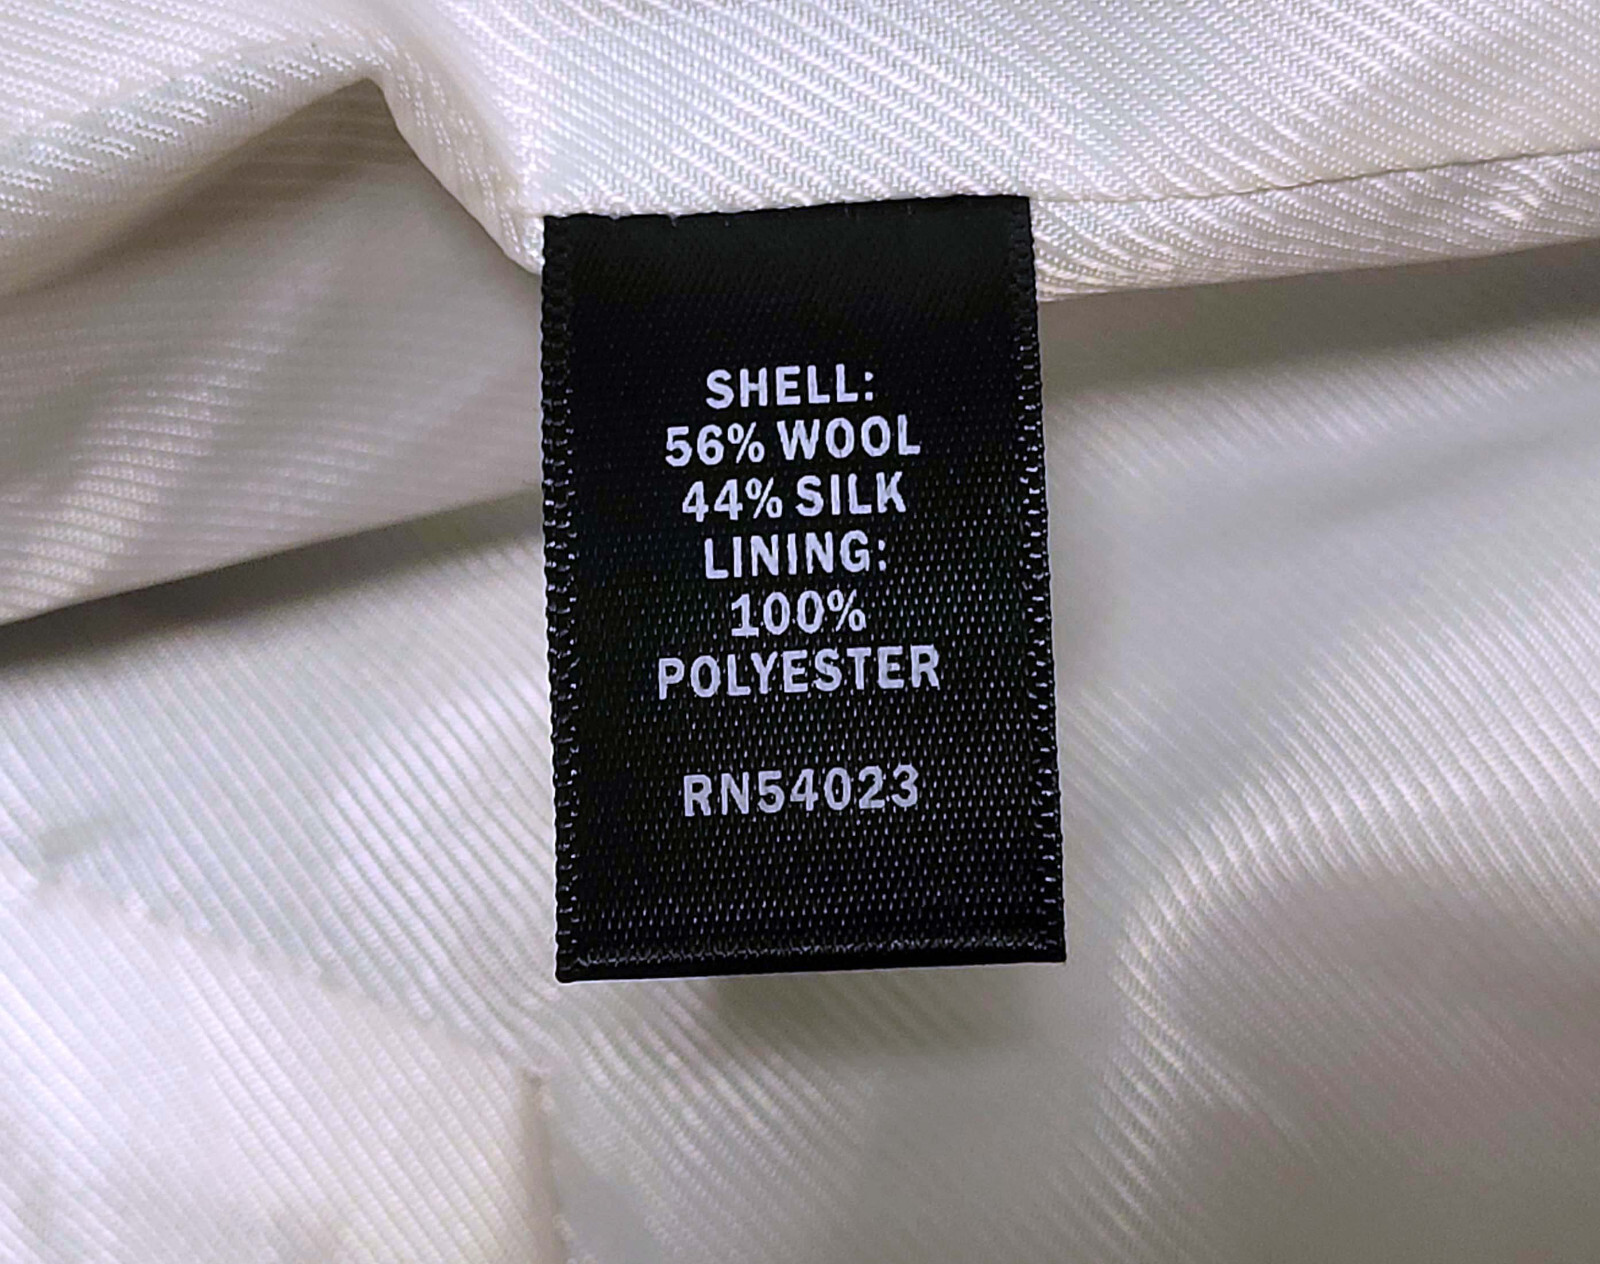 SHELL:
56% WOOL
44% SILK
LINING:
100%
POLYESTER
RN54023